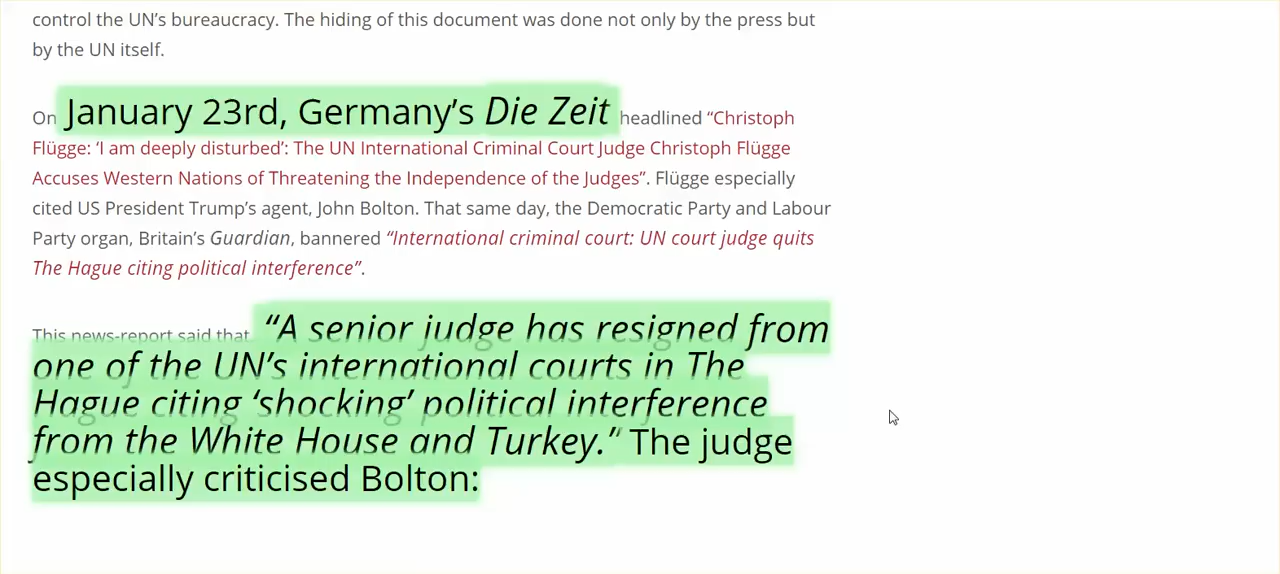 control the UN’s bureaucracy. The hiding of this document was done not only by the press but
by the UN itself.
On January 23rd, Germany’s Die Zeit headlined “Christoph
Flügge: ‘I am deeply disturbed’: The UN International Criminal Court Judge Christoph Flügge
Accuses Western Nations of Threatening the Independence of the Judges”. Flügge especially
cited US President Trump’s agent, John Bolton. That same day, the Democratic Party and Labour
Party organ, Britain’s Guardian, bannered “International criminal court: UN court judge quits
The Hague citing political interference”.
This news-report said that “A senior judge has resigned from
one of the UN’s international courts in The
Hague citing ‘shocking’ political interference
from the White House and Turkey.” The judge
especially criticised Bolton: